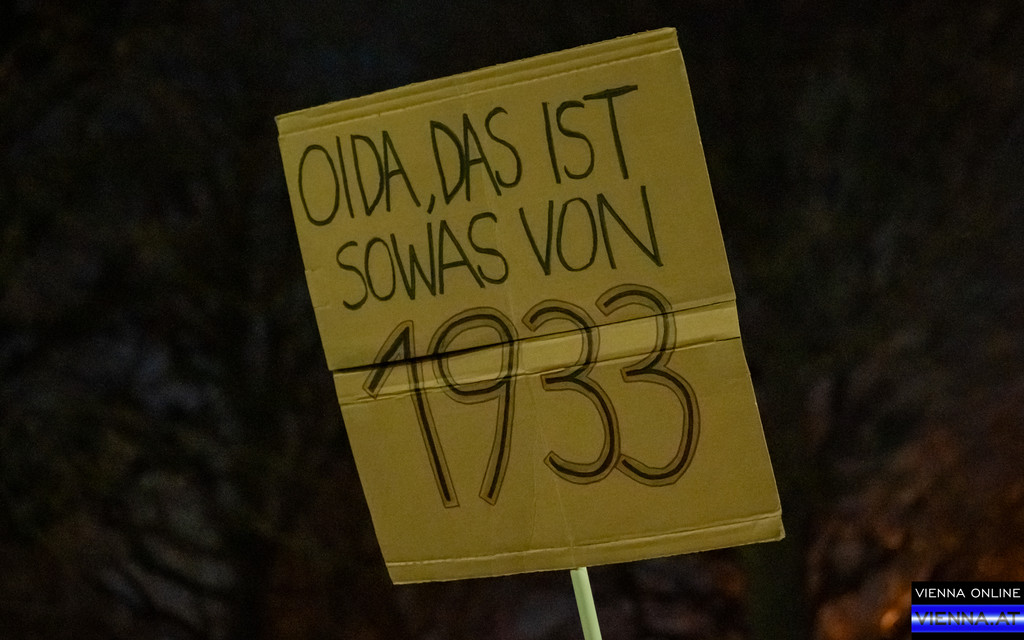 OIDA, DAS IST
SOWAS VON
1933
VIENNA ONLINE
VIENNA.AT